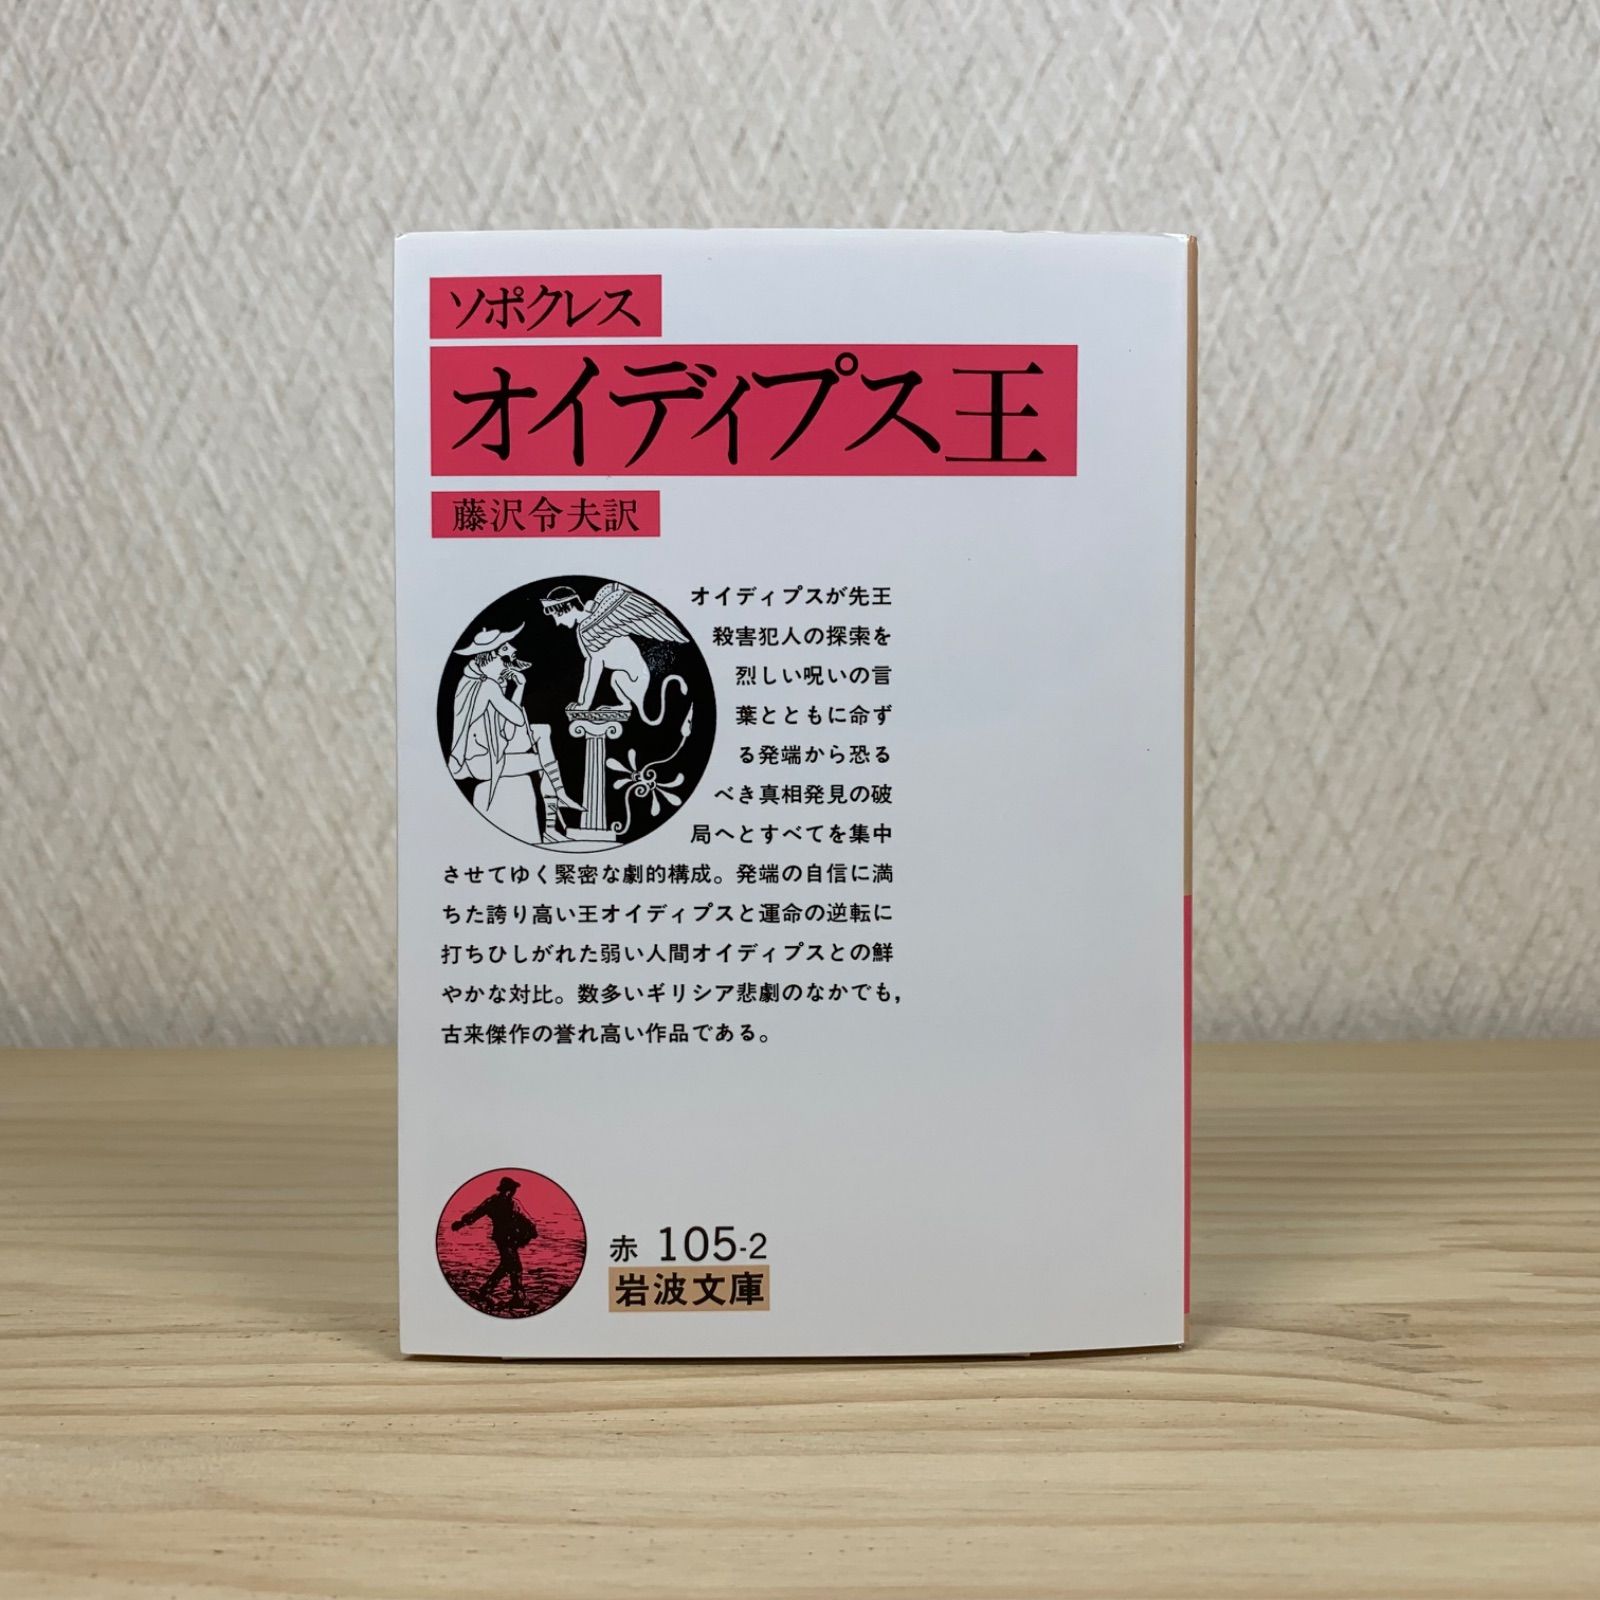 ソポクレス
オイディプス王
藤沢令夫訳
オイディプスが先王
殺害犯人の探索を
烈しい呪いの言
葉とともに命ず
る発端から恐る
べき真相発見の破
局へとすべてを集中
させてゆく緊密な劇的構成。発端の自信に満
ちた誇り高い王オイディプスと運命の逆転に
打ちひしがれた弱い人間オイディプスとの鮮
やかな対比。数多いギリシア悲劇のなかでも,
古来傑作の誉れ高い作品である。
赤 105-2
岩波文庫